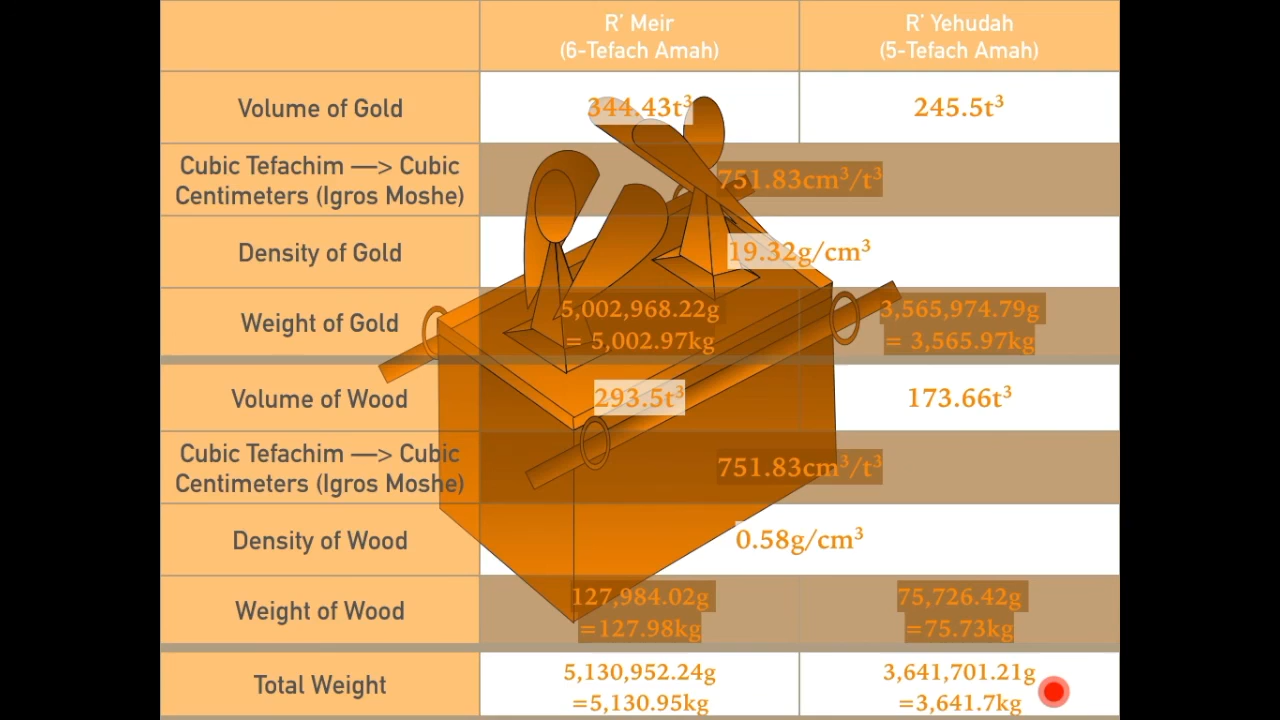 R’ Meir
(6-Tefach Amah)
R’ Yehudah
(5-Tefach Amah)
Volume of Gold
344.43t³
245.5t³
Cubic Tefachim —> Cubic
Centimeters (Igros Moshe)
751.83cm³/t³
Density of Gold
19.32g/cm³
Weight of Gold
5,002,968.22g
= 5,002.97kg
3,565,974.79g
= 3,565.97kg
Volume of Wood
293.5t³
173.66t³
Cubic Tefachim —> Cubic
Centimeters (Igros Moshe)
751.83cm³/t³
Density of Wood
0.58g/cm³
Weight of Wood
127,984.02g
=127.98kg
75,726.42g
=75.73kg
Total Weight
5,130,952.24g
=5,130.95kg
3,641,701.21g
=3,641.7kg